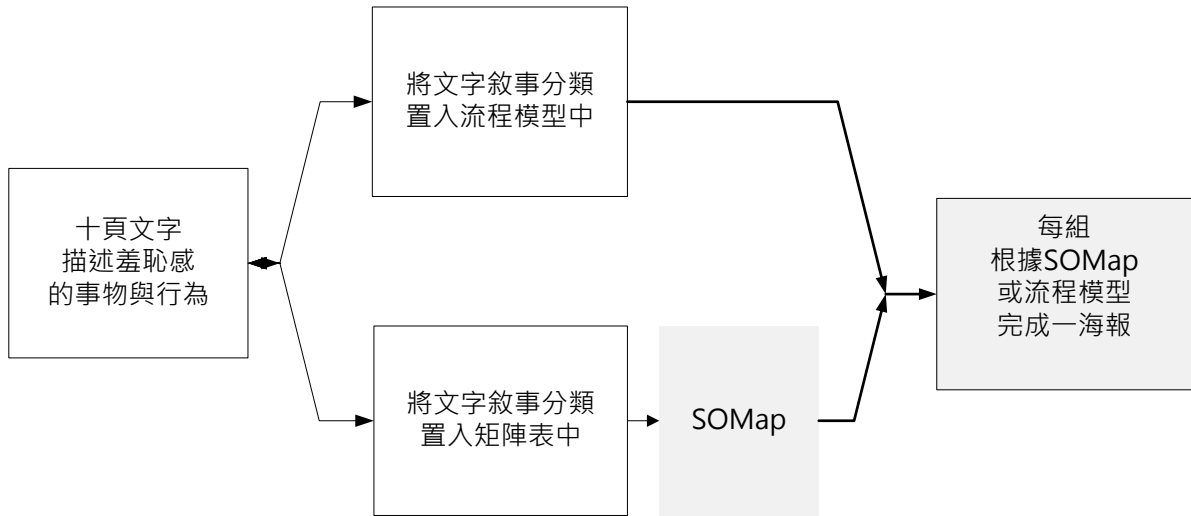 將文字敘事分類
置入流程模型中
十頁文字
描述羞恥感
的事物與行為
每組
根據SOMap
或流程模型
完成一海報
將文字敘事分類
置入矩陣表中
SOMap